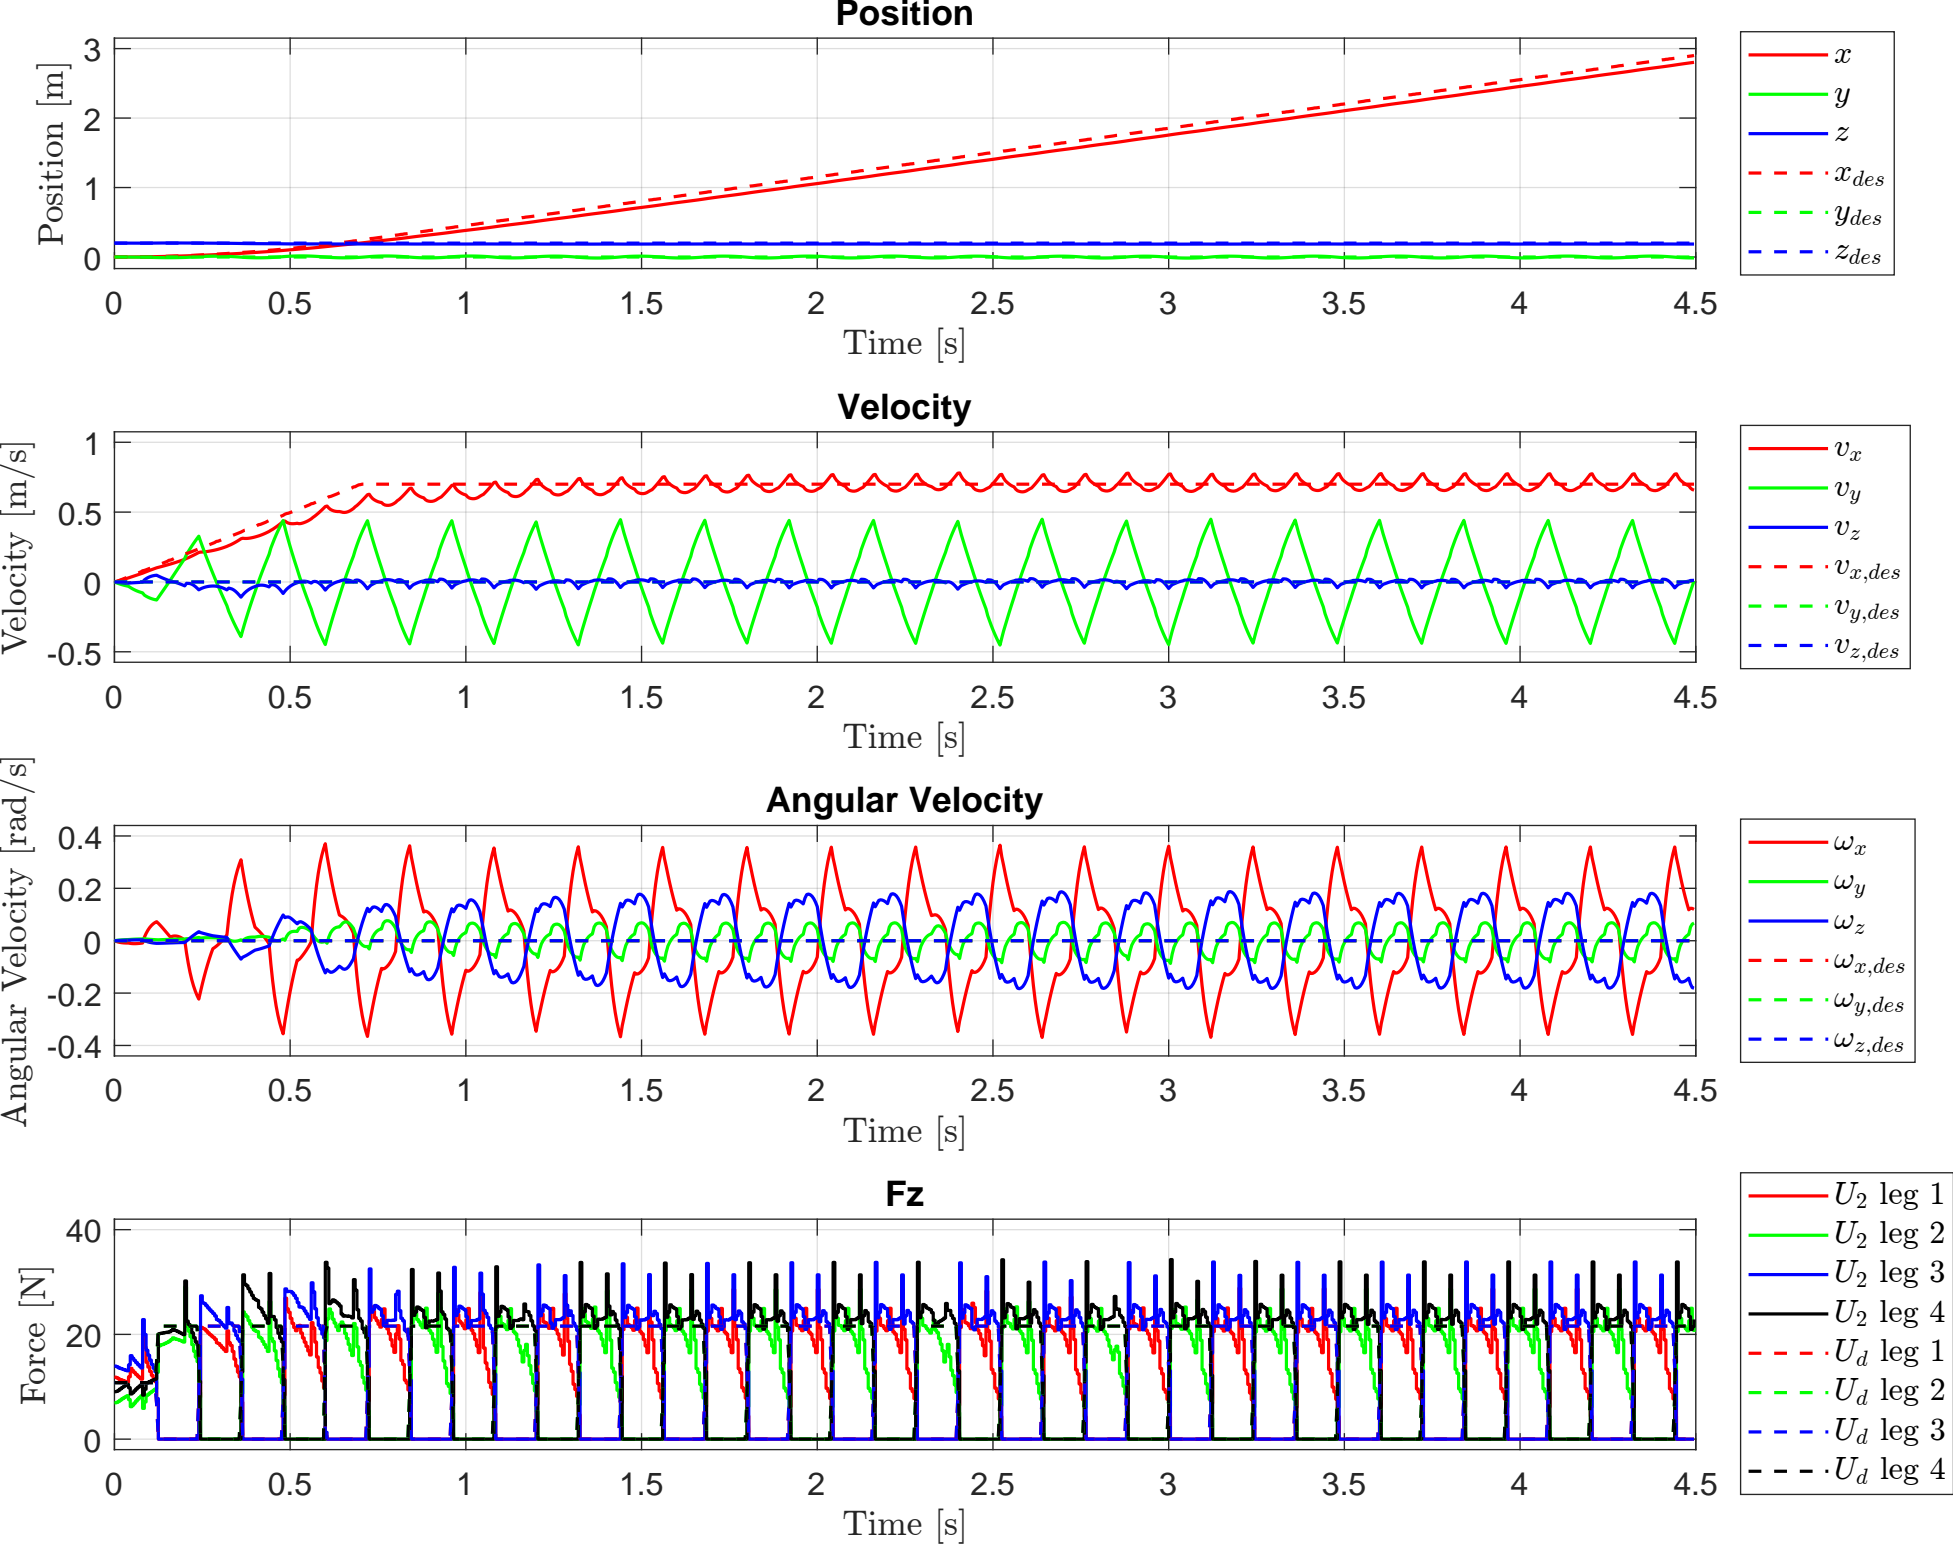 Position
Position [m]
3
2
1
0
0 0.5 1 1.5 2 2.5 3 3.5 4 4.5
Time [s]
x
y
z
x_des
y_des
z_des
Velocity
Velocity [m/s]
1
0.5
0
-0.5
0 0.5 1 1.5 2 2.5 3 3.5 4 4.5
Time [s]
v_x
v_y
v_z
v_x,des
v_y,des
v_z,des
Angular Velocity
Angular Velocity [rad/s]
0.4
0.2
0
-0.2
-0.4
0 0.5 1 1.5 2 2.5 3 3.5 4 4.5
Time [s]
ω_x
ω_y
ω_z
ω_x,des
ω_y,des
ω_z,des
Fz
Force [N]
40
20
0
0 0.5 1 1.5 2 2.5 3 3.5 4 4.5
Time [s]
U_2 leg 1
U_2 leg 2
U_2 leg 3
U_2 leg 4
U_d leg 1
U_d leg 2
U_d leg 3
U_d leg 4